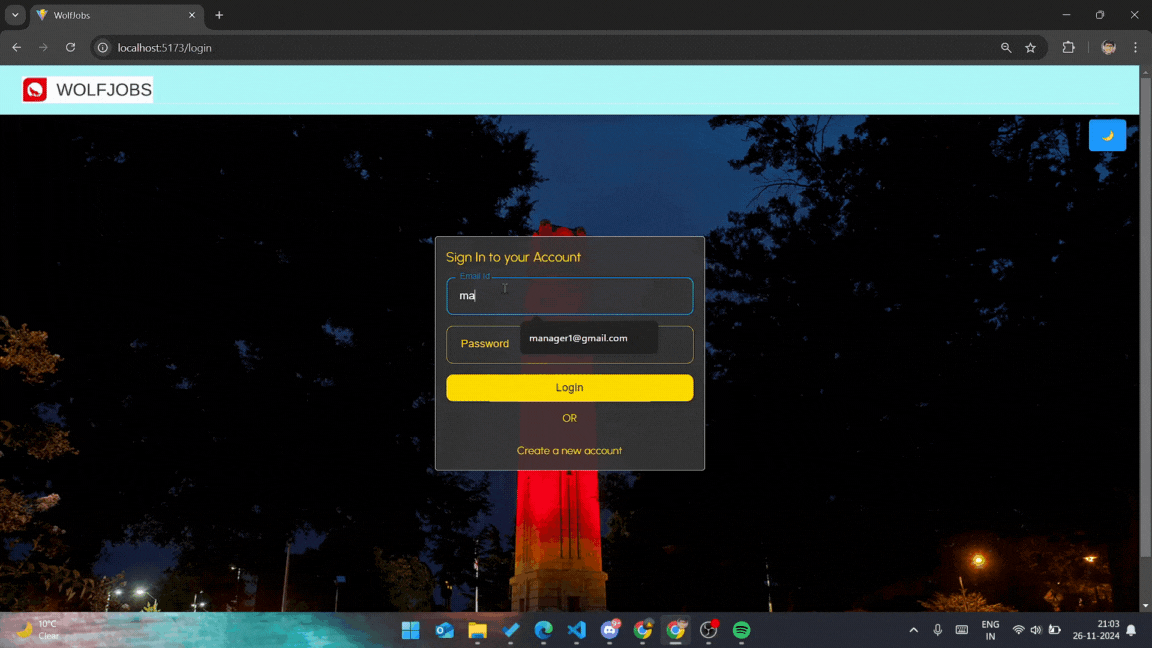 WolfJobs
localhost:5173/login
WOLFJOBS
Sign In to your Account
Email Id
ma
manager1@gmail.com
Password
Login
OR
Create a new account
10°C
Clear
ENG
IN
21:03
26-11-2024